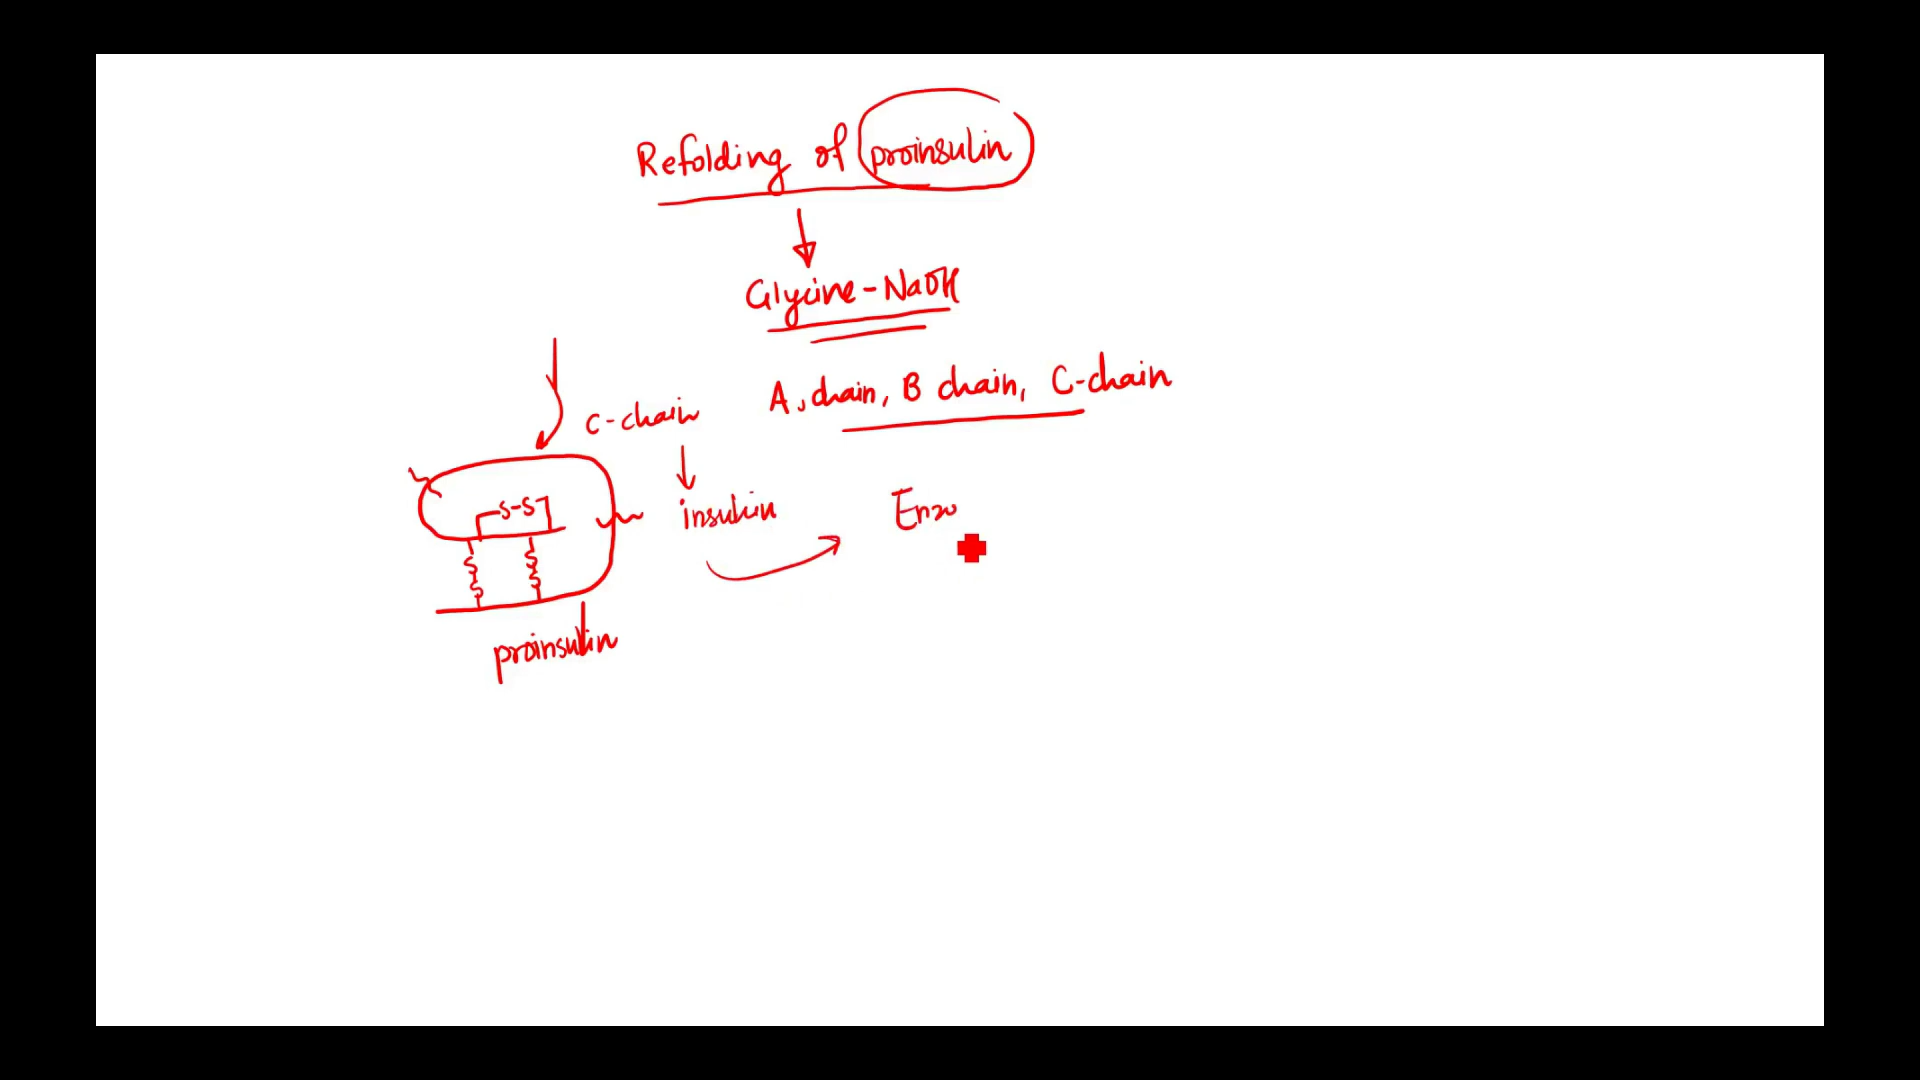 Refolding of proinsulin
Glycine-NaOH
A, chain, B chain, C-chain
C-chain
S-S
insulin
Enzo
proinsulin